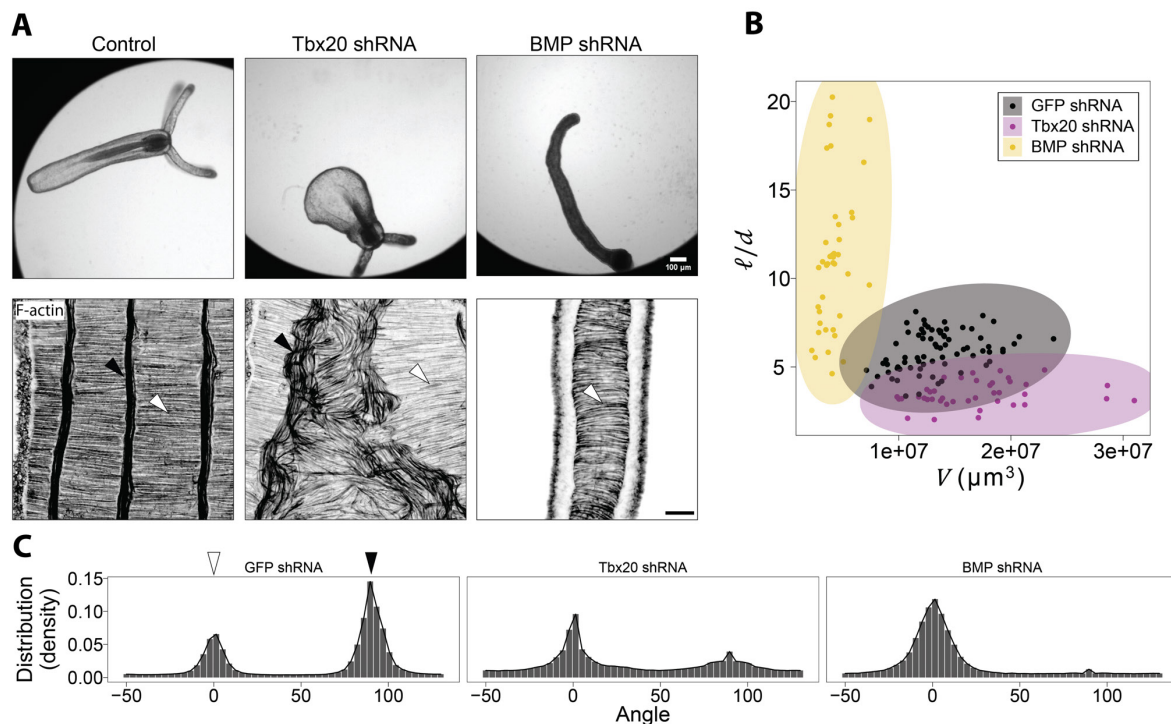 A
Control
Tbx20 shRNA
BMP shRNA
100 µm
F-actin
B
ℓ/d
20
15
10
5
GFP shRNA
Tbx20 shRNA
BMP shRNA
1e+07
2e+07
3e+07
V (µm³)
C
Distribution
(density)
0.15
0.10
0.05
0.00
GFP shRNA
−50
0
50
100
Tbx20 shRNA
−50
0
50
100
BMP shRNA
−50
0
50
100
Angle